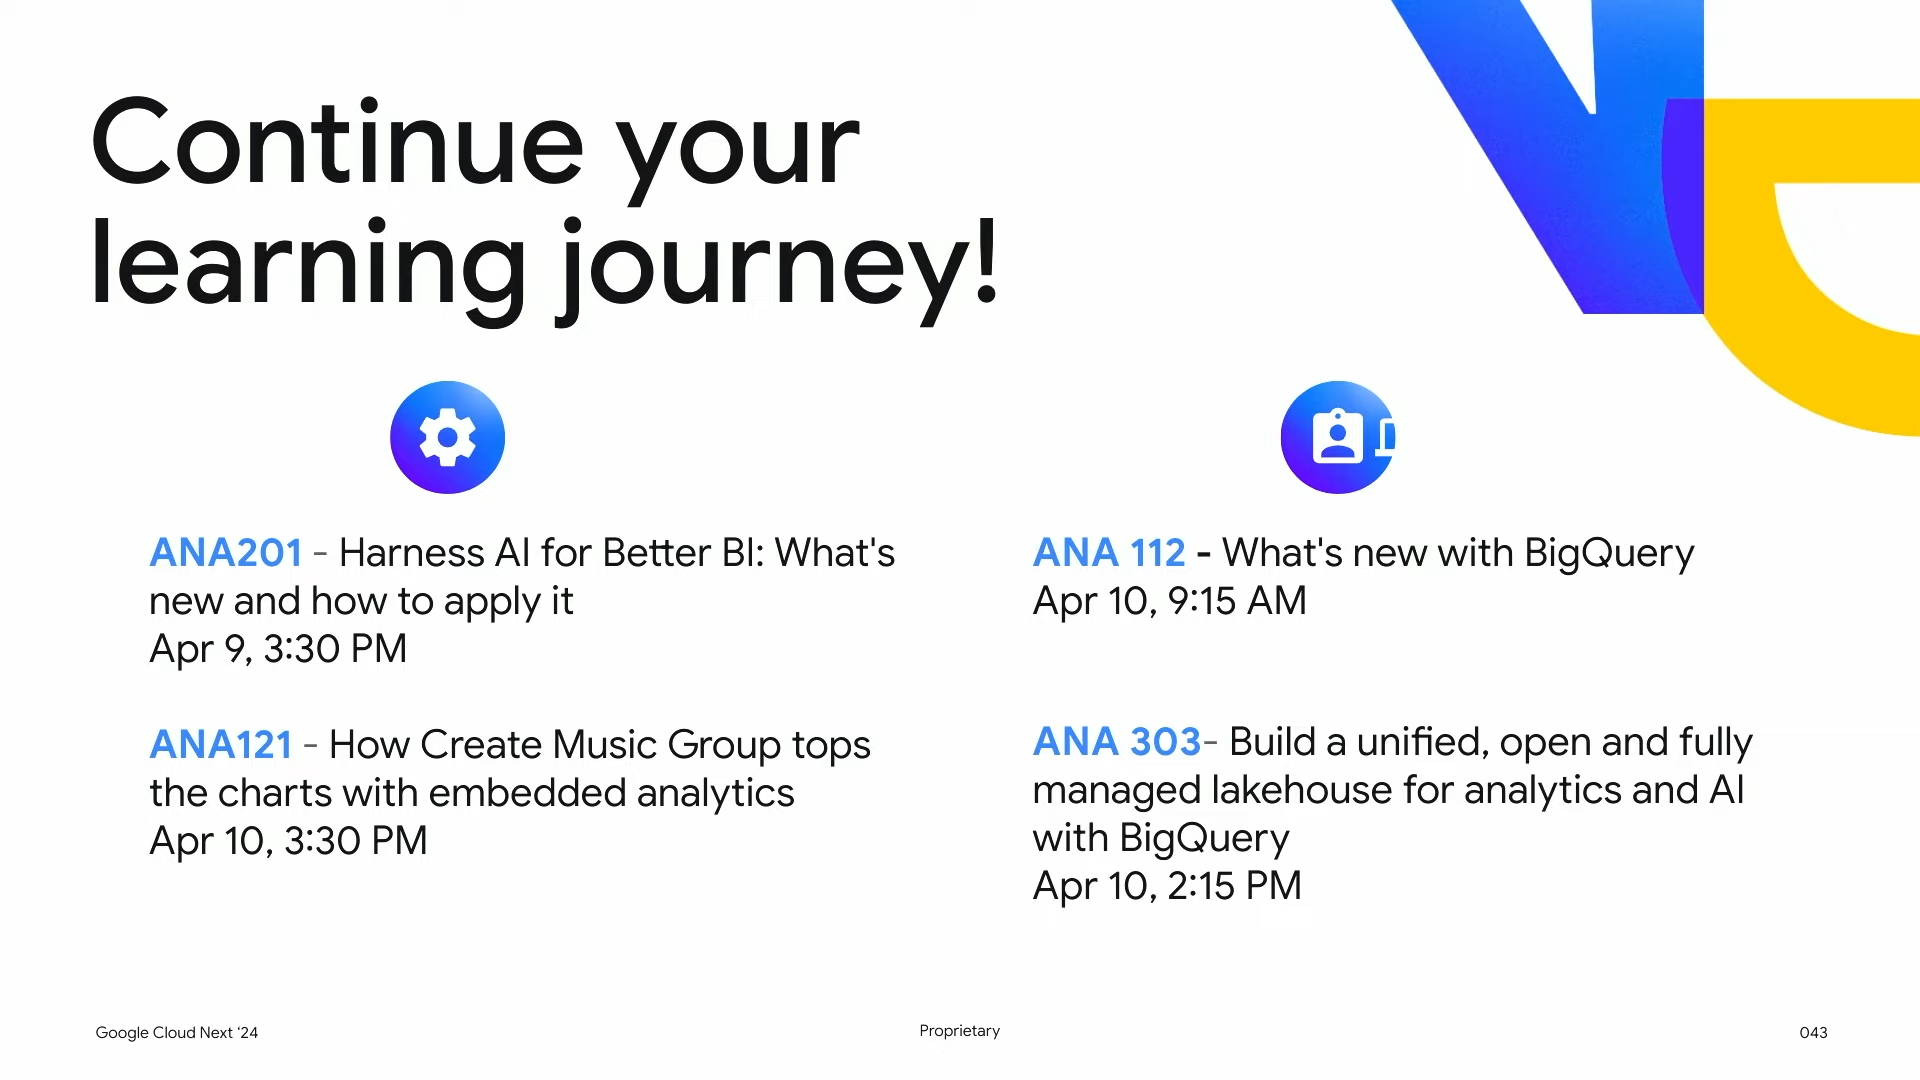 Continue your
learning journey!
ANA201 - Harness AI for Better BI: What's
new and how to apply it
Apr 9, 3:30 PM
ANA121 - How Create Music Group tops
the charts with embedded analytics
Apr 10, 3:30 PM
ANA 112 - What's new with BigQuery
Apr 10, 9:15 AM
ANA 303- Build a unified, open and fully
managed lakehouse for analytics and AI
with BigQuery
Apr 10, 2:15 PM
Google Cloud Next ‘24
Proprietary
043